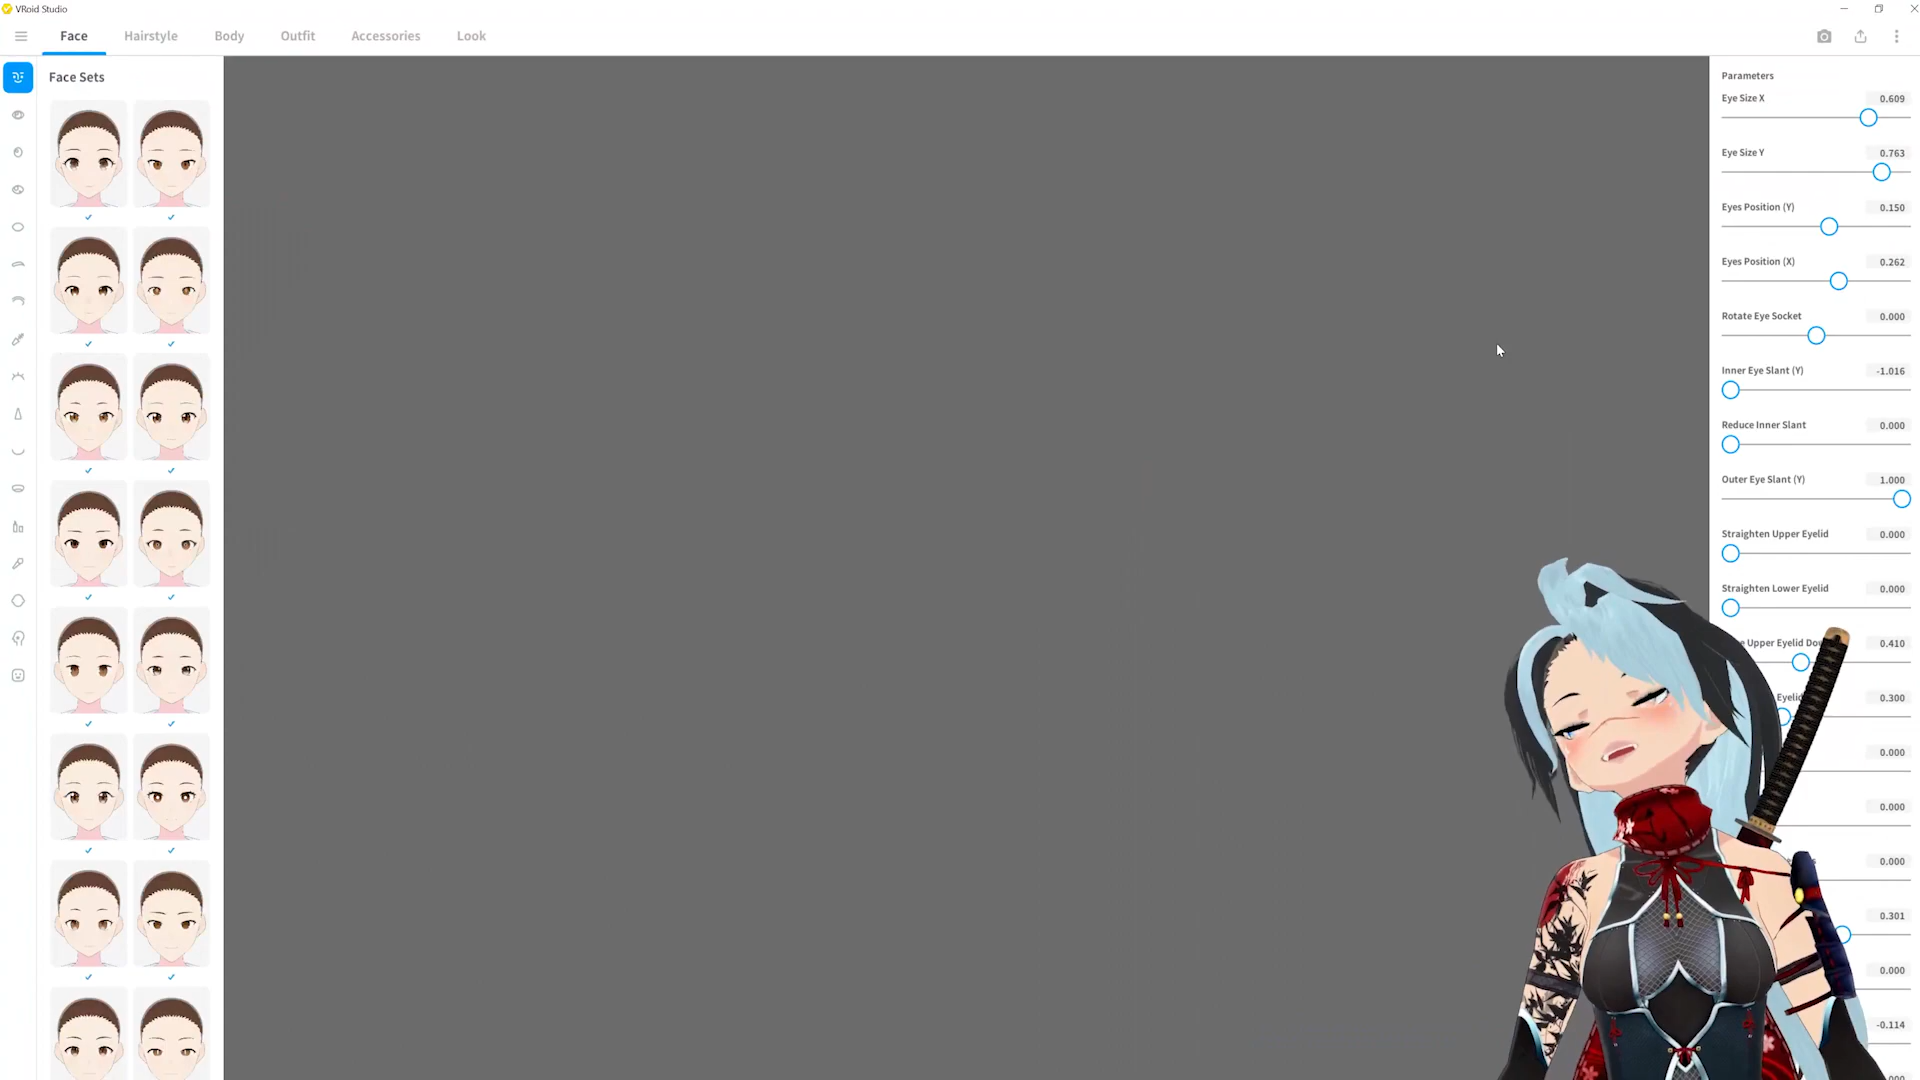 VRoid Studio
Face Hairstyle Body Outfit Accessories Look
Face Sets
Parameters
Eye Size X 0.609
Eye Size Y 0.763
Eyes Position (Y) 0.150
Eyes Position (X) 0.262
Rotate Eye Socket 0.000
Inner Eye Slant (Y) -1.016
Reduce Inner Slant 0.000
Outer Eye Slant (Y) 1.000
Straighten Upper Eyelid 0.000
Straighten Lower Eyelid 0.000
Upper Eyelid 0.410
Eyelid 0.300
0.000
0.000
0.000
0.301
0.000
-0.114